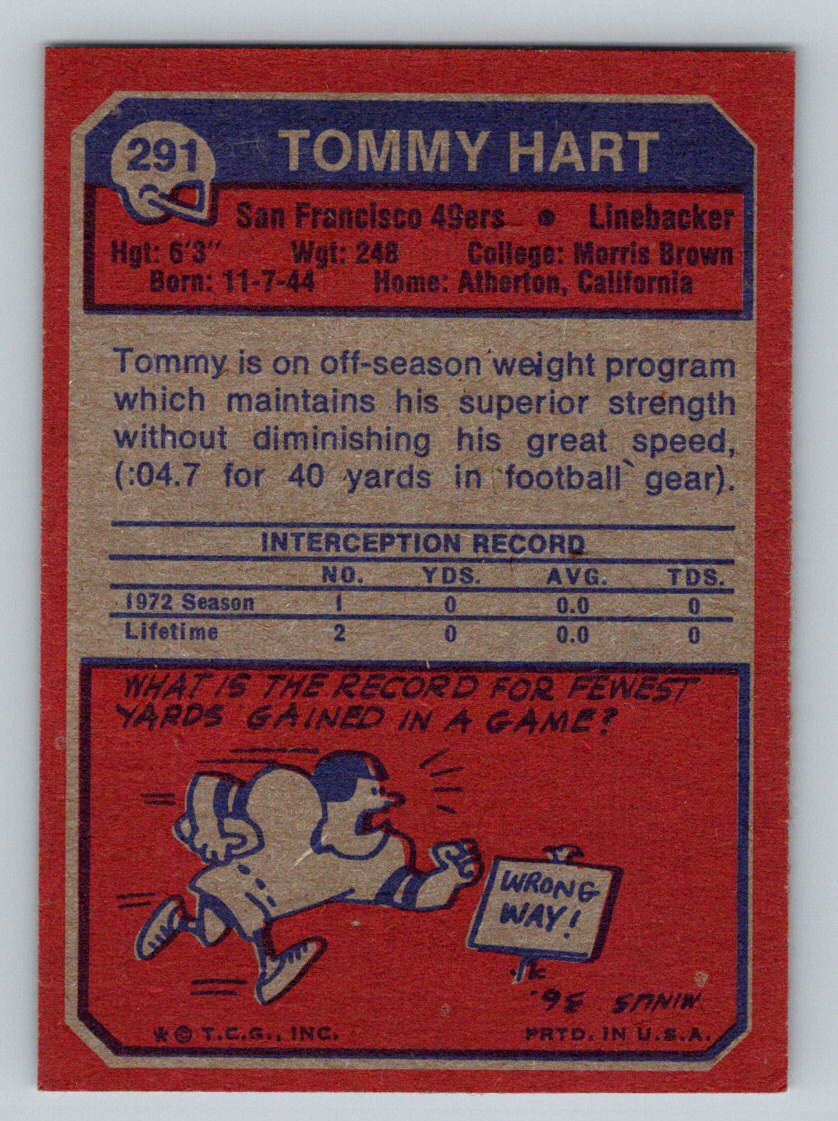 291
TOMMY HART
San Francisco 49ers • Linebacker
Hgt: 6'3" Wgt: 248 College: Morris Brown
Born: 11-7-44 Home: Atherton, California
Tommy is on off-season weight program
which maintains his superior strength
without diminishing his great speed,
(:04.7 for 40 yards in football gear).
INTERCEPTION RECORD
NO. YDS. AVG. TDS.
1972 Season 1 0 0.0 0
Lifetime 2 0 0.0 0
WHAT IS THE RECORD FOR FEWEST
YARDS GAINED IN A GAME?
WRONG
WAY!
MINUS 36.
* © T.C.G., INC. PRTD. IN U.S.A.